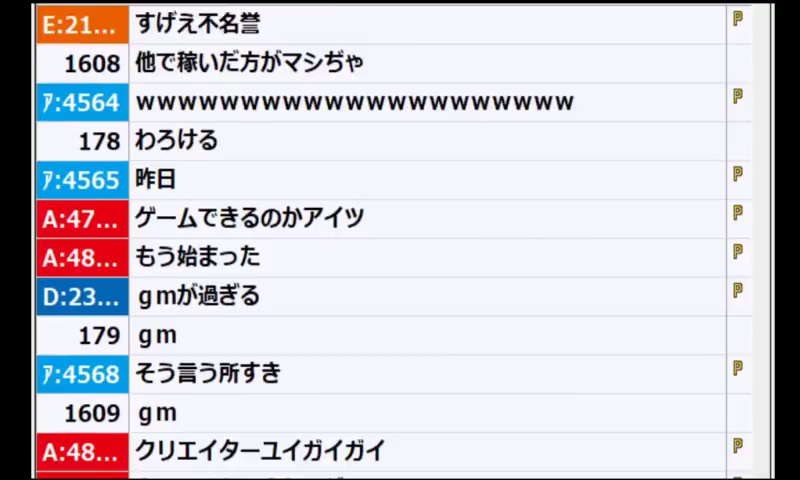 E:21... すげえ不名誉 P
1608 他で稼いだ方がマシぢゃ
ｱ:4564 ｗｗｗｗｗｗｗｗｗｗｗｗｗｗｗｗｗｗｗｗｗ P
178 わろける
ｱ:4565 昨日 P
A:47... ゲームできるのかアイツ P
A:48... もう始まった P
D:23... ｇｍが過ぎる P
179 ｇｍ
ｱ:4568 そう言う所すき P
1609 ｇｍ
A:48... クリエイターユイガイガイ P